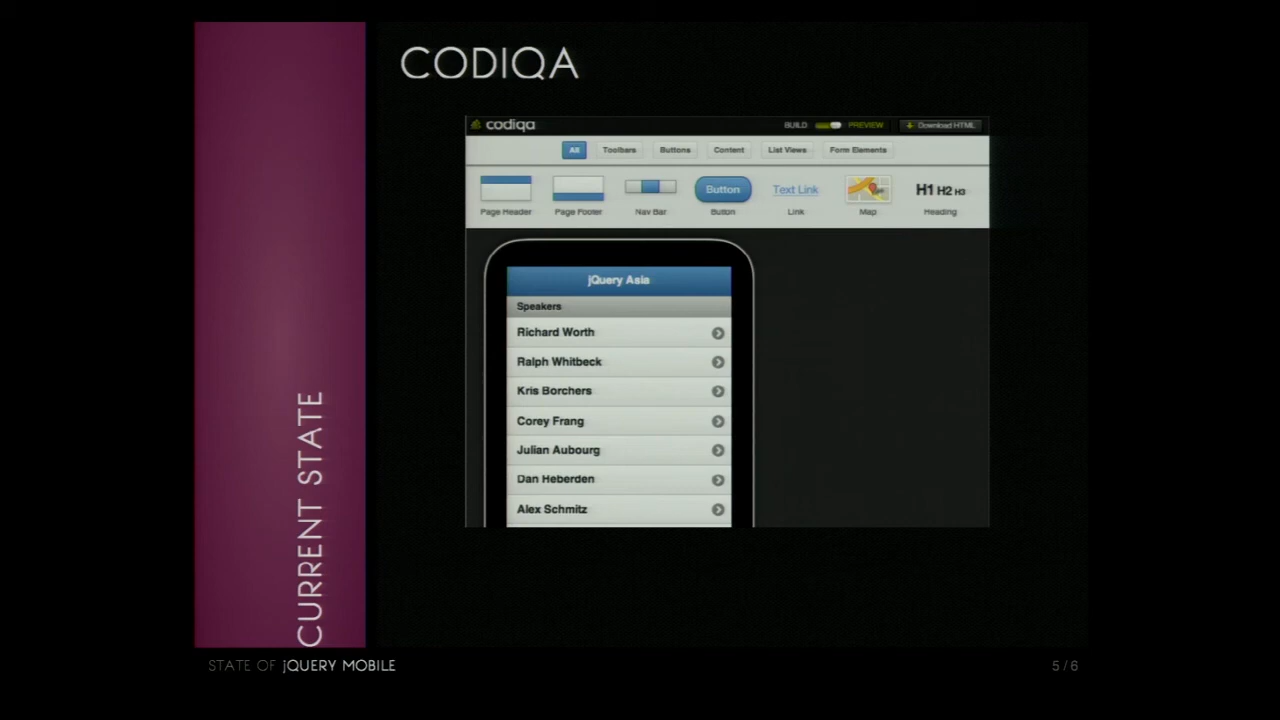 CODIQA
codiqa
BUILD PREVIEW Download HTML
All Toolbars Buttons Content List Views Form Elements
Button Text Link H1 H2 H3
Page Header Page Footer Nav Bar Button Link Map Heading
jQuery Asia
Speakers
Richard Worth
Ralph Whitbeck
Kris Borchers
Corey Frang
Julian Aubourg
Dan Heberden
Alex Schmitz
CURRENT STATE
STATE OF jQUERY MOBILE
5 / 6